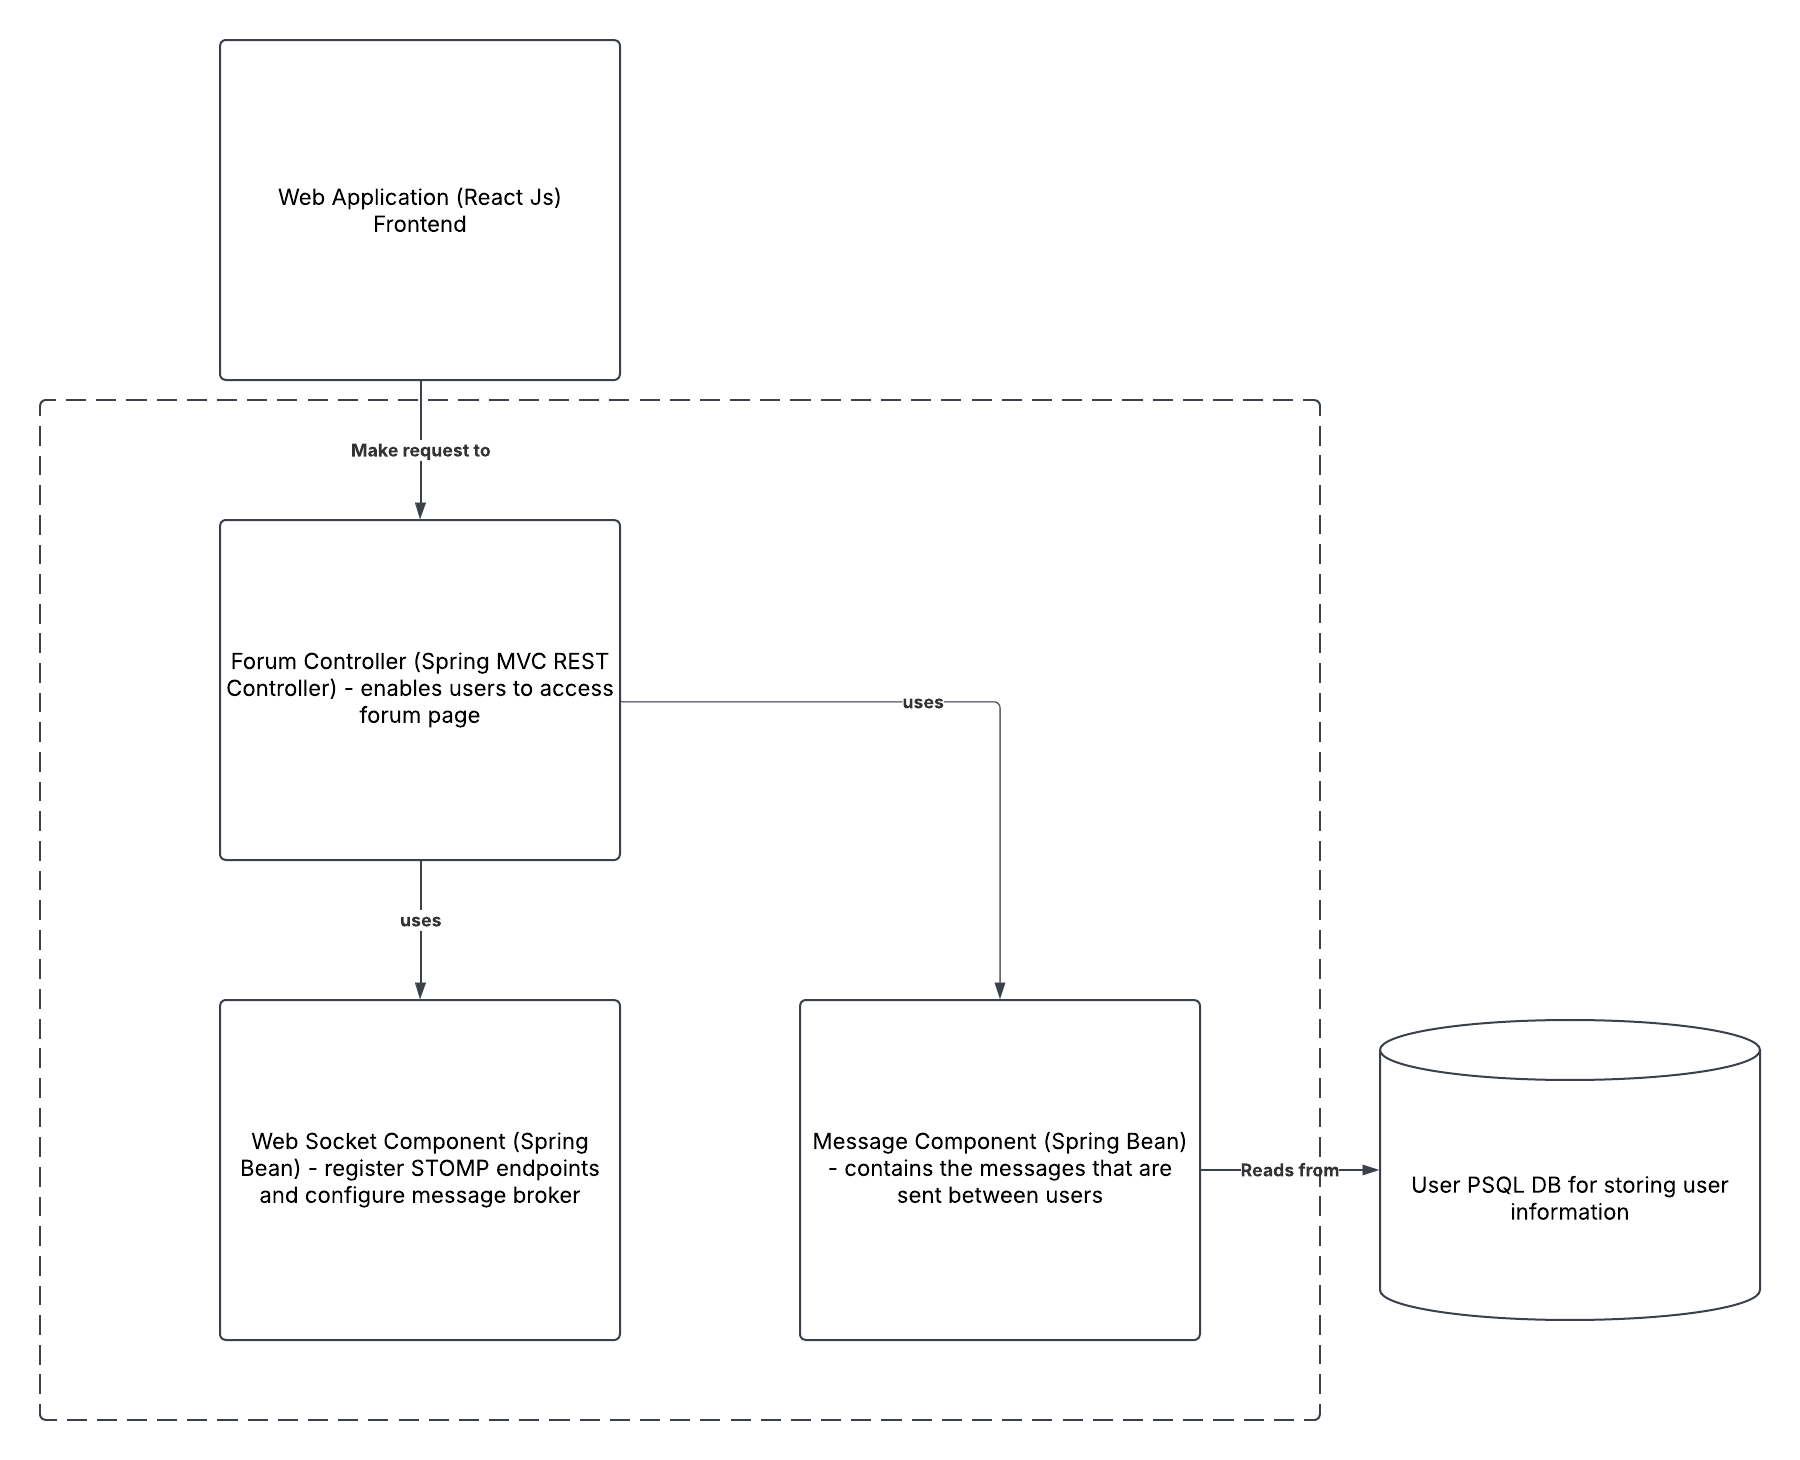 Web Application (React Js)
Frontend
Make request to
Forum Controller (Spring MVC REST
Controller) - enables users to access
forum page
uses
uses
Web Socket Component (Spring
Bean) - register STOMP endpoints
and configure message broker
Message Component (Spring Bean)
- contains the messages that are
sent between users
Reads from
User PSQL DB for storing user
information